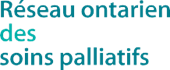 Réseau ontarien
des
soins palliatifs